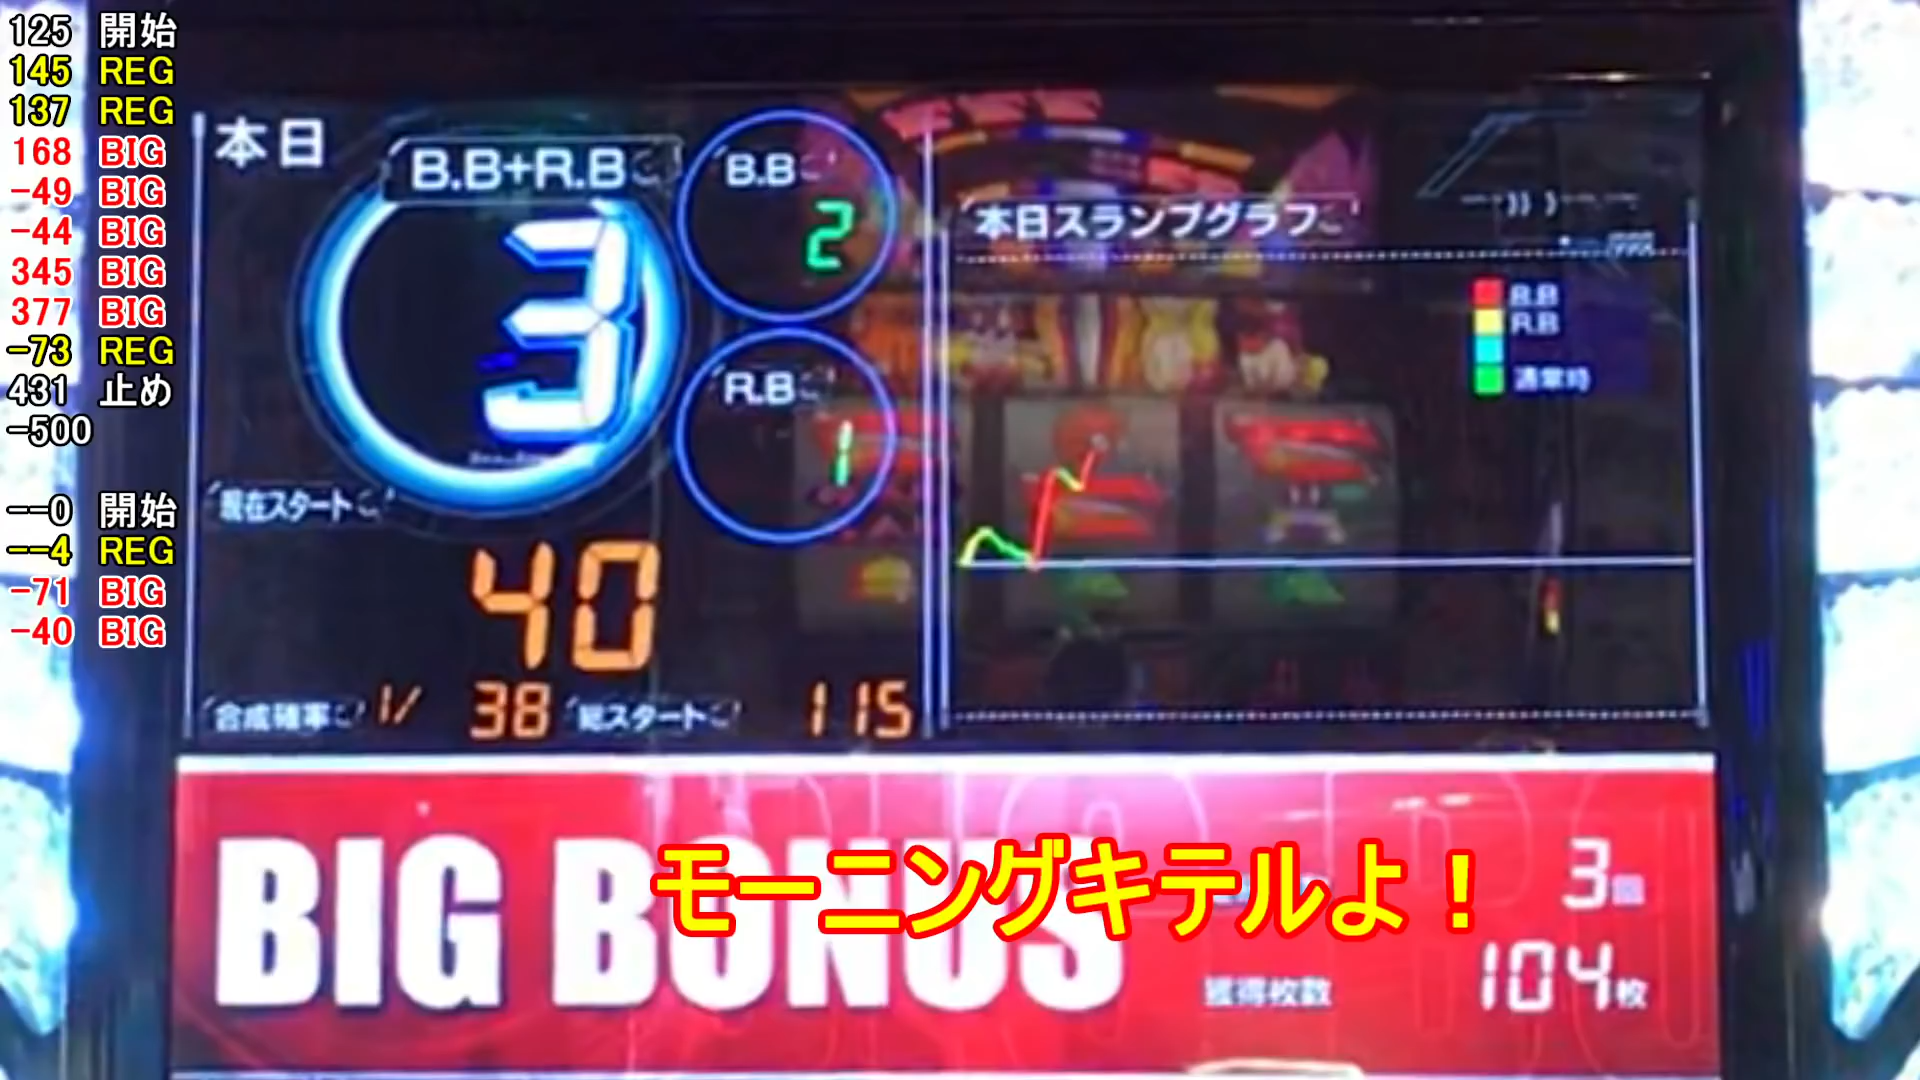 125 開始
145 REG
137 REG
168 BIG
-49 BIG
-44 BIG
345 BIG
377 BIG
-73 REG
431 止め
-500
--0 開始
--4 REG
-71 BIG
-40 BIG
本日
B.B+R.B
3
B.B
2
R.B
1
現在スタート
40
合成確率 1/ 38 総スタート 115
本日スランプグラフ
B.B
R.B
通常時
BIG BONUS
モーニングキテルよ！
3個
獲得枚数 104枚